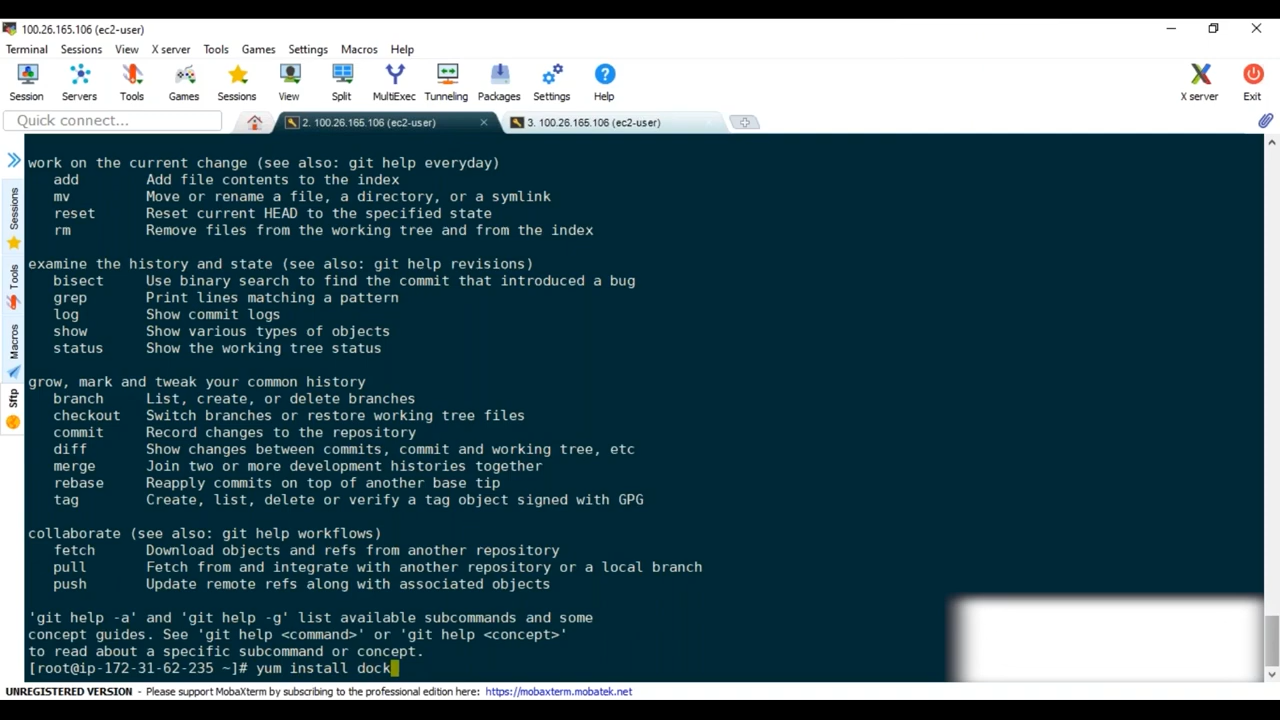 100.26.165.106 (ec2-user)
Terminal Sessions View X server Tools Games Settings Macros Help
Session Servers Tools Games Sessions View Split MultiExec Tunneling Packages Settings Help X server Exit
Quick connect... 2. 100.26.165.106 (ec2-user) 3. 100.26.165.106 (ec2-user)
Sessions
Tools
Macros
Sftp
work on the current change (see also: git help everyday)
add Add file contents to the index
mv Move or rename a file, a directory, or a symlink
reset Reset current HEAD to the specified state
rm Remove files from the working tree and from the index
examine the history and state (see also: git help revisions)
bisect Use binary search to find the commit that introduced a bug
grep Print lines matching a pattern
log Show commit logs
show Show various types of objects
status Show the working tree status
grow, mark and tweak your common history
branch List, create, or delete branches
checkout Switch branches or restore working tree files
commit Record changes to the repository
diff Show changes between commits, commit and working tree, etc
merge Join two or more development histories together
rebase Reapply commits on top of another base tip
tag Create, list, delete or verify a tag object signed with GPG
collaborate (see also: git help workflows)
fetch Download objects and refs from another repository
pull Fetch from and integrate with another repository or a local branch
push Update remote refs along with associated objects
'git help -a' and 'git help -g' list available subcommands and some
concept guides. See 'git help <command>' or 'git help <concept>'
to read about a specific subcommand or concept.
[root@ip-172-31-62-235 ~]# yum install dock
UNREGISTERED VERSION - Please support MobaXterm by subscribing to the professional edition here: https://mobaxterm.mobatek.net